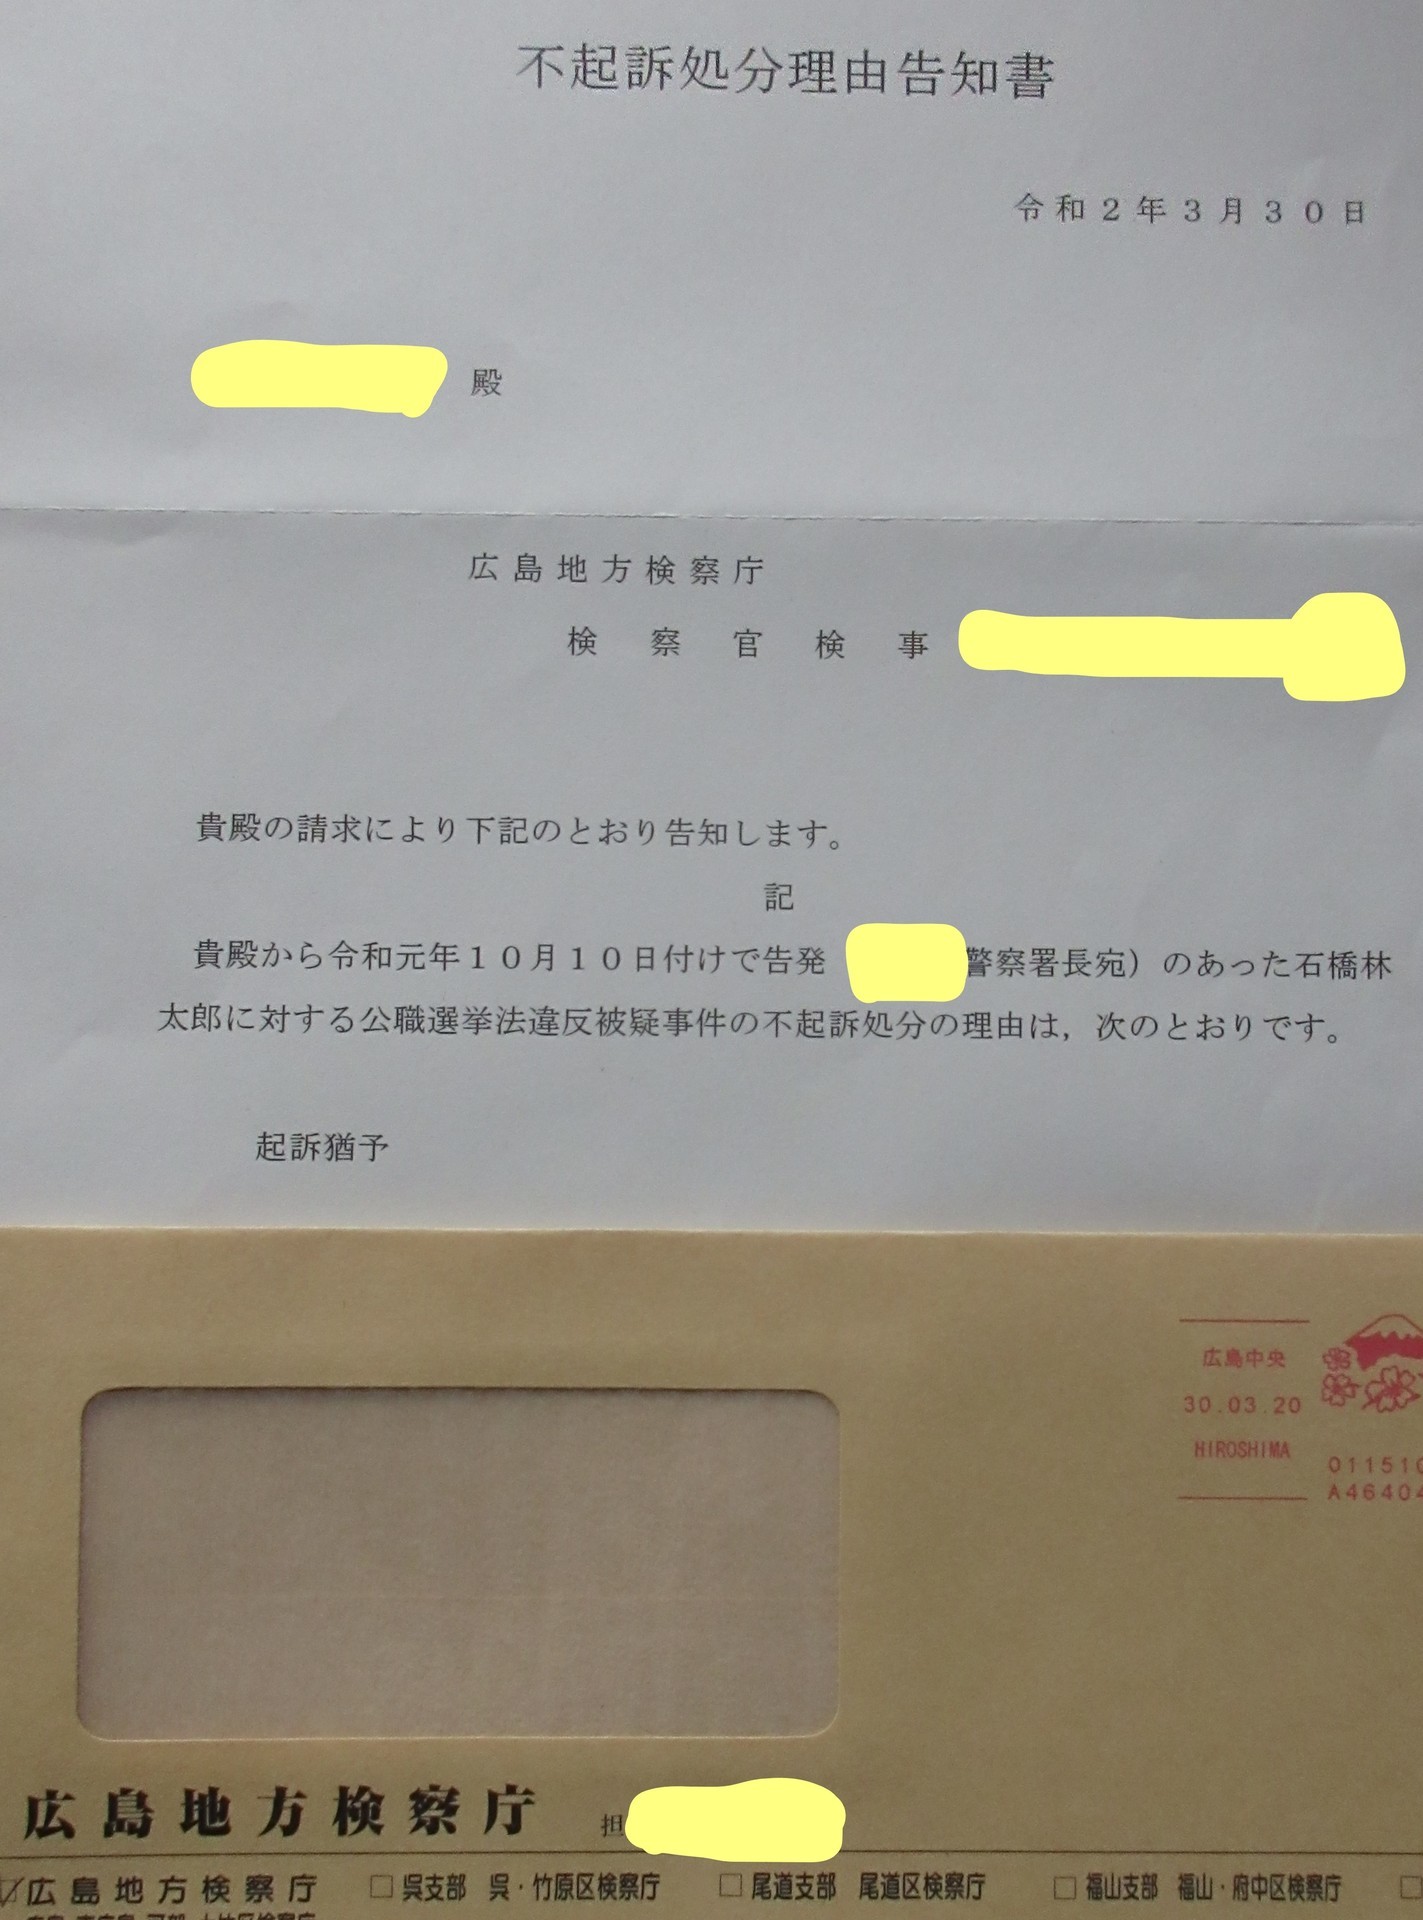 不起訴処分理由告知書
令和2年3月30日
殿
広島地方検察庁
検察官検事
貴殿の請求により下記のとおり告知します。
記
貴殿から令和元年10月10日付けで告発 警察署長宛）のあった石橋林
太郎に対する公職選挙法違反被疑事件の不起訴処分の理由は，次のとおりです。
起訴猶予
広島中央
30.03.20
HIROSHIMA
011510
A46404
広島地方検察庁 担
広島地方検察庁 □呉支部 呉・竹原区検察庁 □尾道支部 尾道区検察庁 □福山支部 福山・府中区検察庁 □